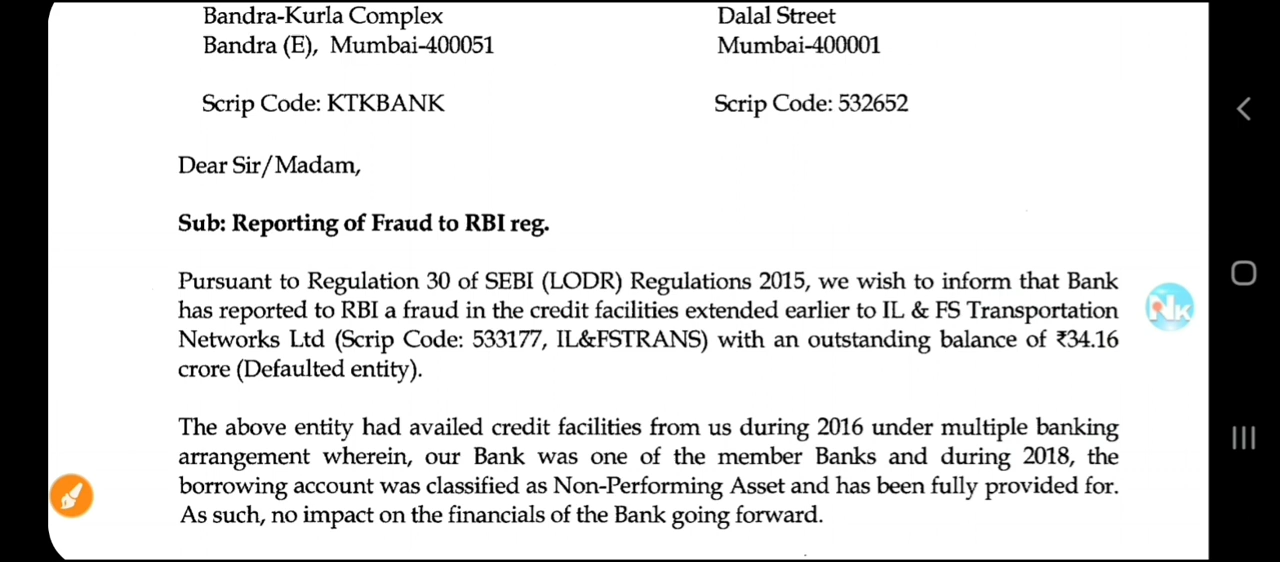 Bandra-Kurla Complex
Dalal Street
Bandra (E), Mumbai-400051
Mumbai-400001
Scrip Code: KTKBANK
Scrip Code: 532652
Dear Sir/Madam,
Sub: Reporting of Fraud to RBI reg.
Pursuant to Regulation 30 of SEBI (LODR) Regulations 2015, we wish to inform that Bank
has reported to RBI a fraud in the credit facilities extended earlier to IL & FS Transportation
Networks Ltd (Scrip Code: 533177, IL&FSTRANS) with an outstanding balance of ₹34.16
crore (Defaulted entity).
The above entity had availed credit facilities from us during 2016 under multiple banking
arrangement wherein, our Bank was one of the member Banks and during 2018, the
borrowing account was classified as Non-Performing Asset and has been fully provided for.
As such, no impact on the financials of the Bank going forward.
NK